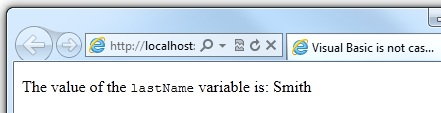 http://localhost:
Visual Basic is not cas...
The value of the lastName variable is: Smith